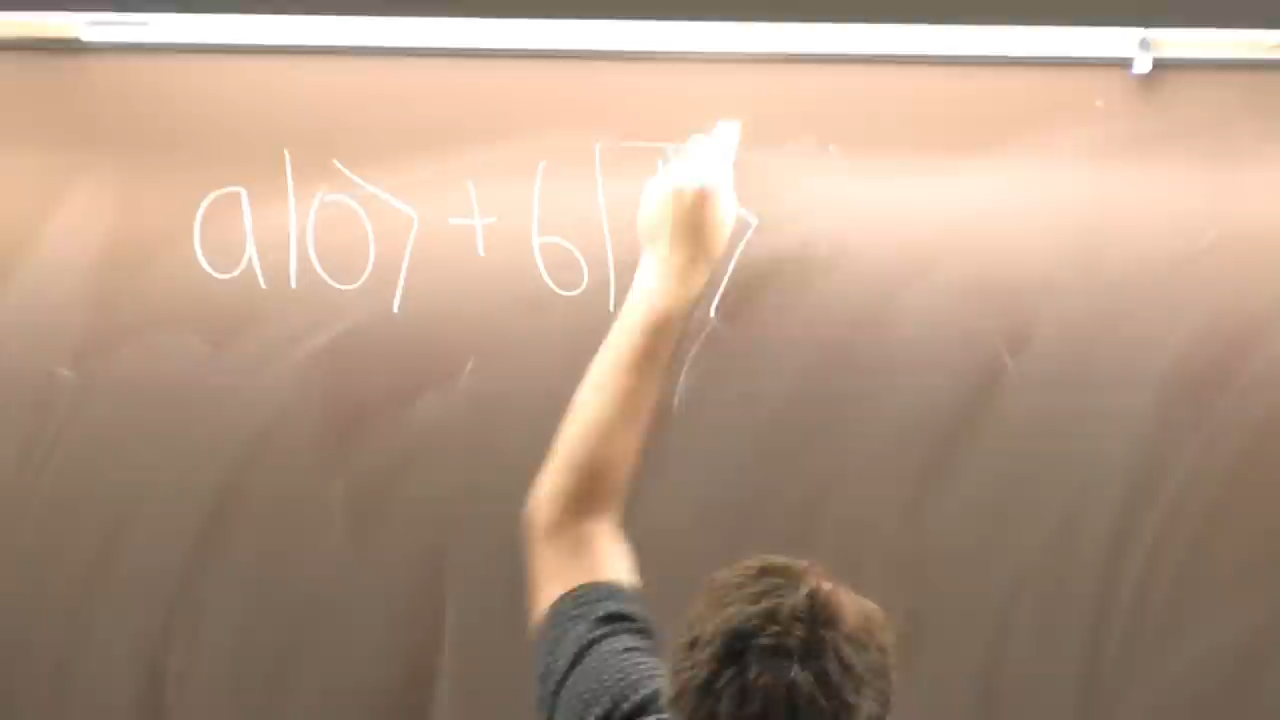 a|0⟩ + b| ⟩